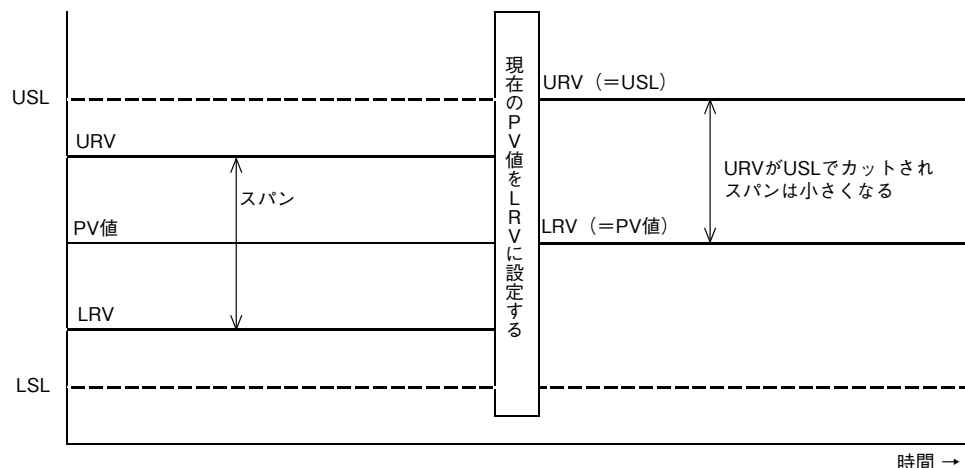 USL
URV
スパン
PV値
LRV
LSL
現在のPV値をLRVに設定する
URV（＝USL）
URVがUSLでカットされ
スパンは小さくなる
LRV（＝PV値）
時間 →